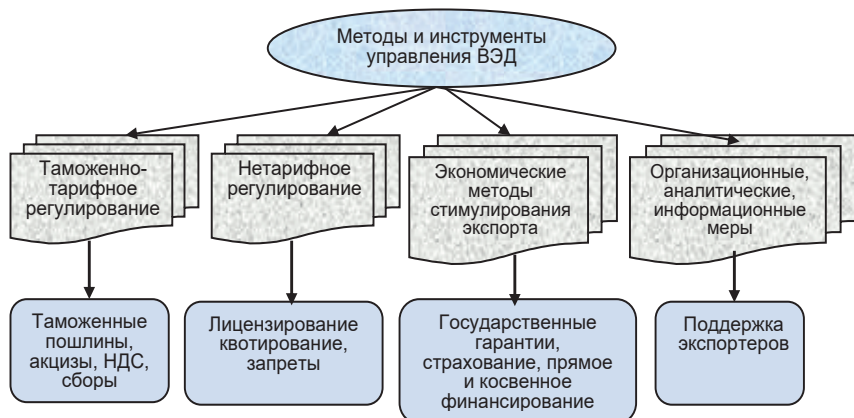 Методы и инструменты
управления ВЭД
Таможенно-
тарифное
регулирование
Нетарифное
регулирование
Экономические
методы
стимулирования
экспорта
Организационные,
аналитические,
информационные
меры
Таможенные
пошлины,
акцизы, НДС,
сборы
Лицензирование
квотирование,
запреты
Государственные
гарантии,
страхование, прямое
и косвенное
финансирование
Поддержка
экспортеров